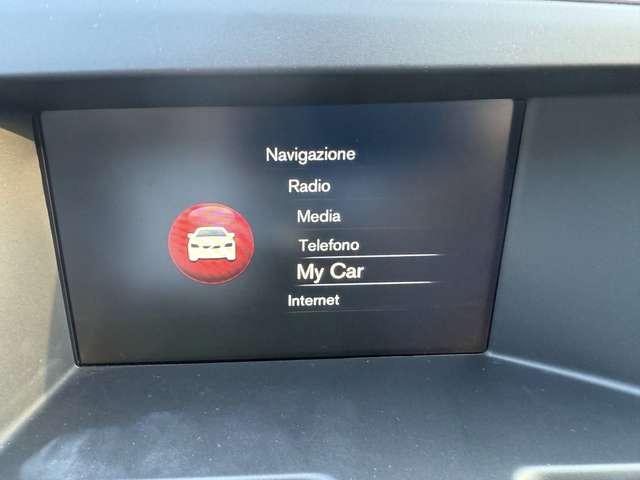 Navigazione
Radio
Media
Telefono
My Car
Internet